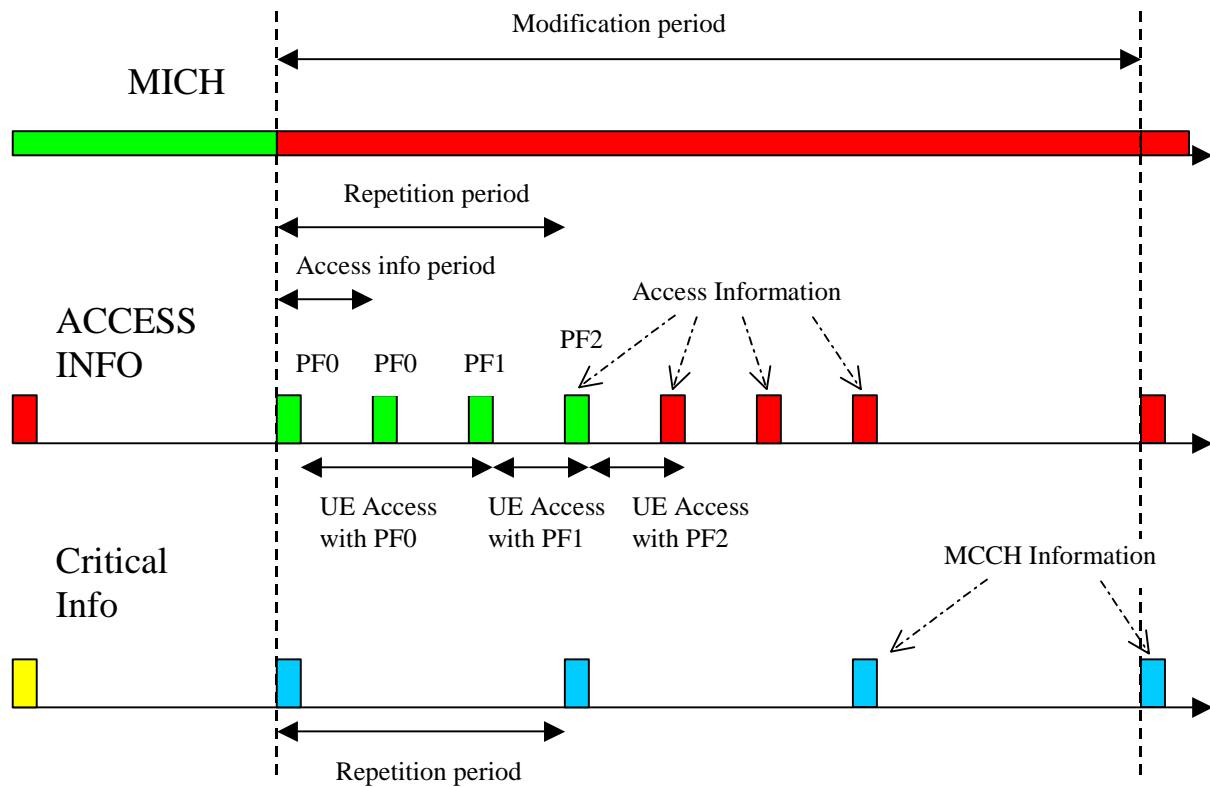 Modification period
MICH
Repetition period
Access info period
Access Information
ACCESS
INFO
PF0
PF0
PF1
PF2
UE Access
with PF0
UE Access
with PF1
UE Access
with PF2
Critical
Info
MCCH Information
Repetition period